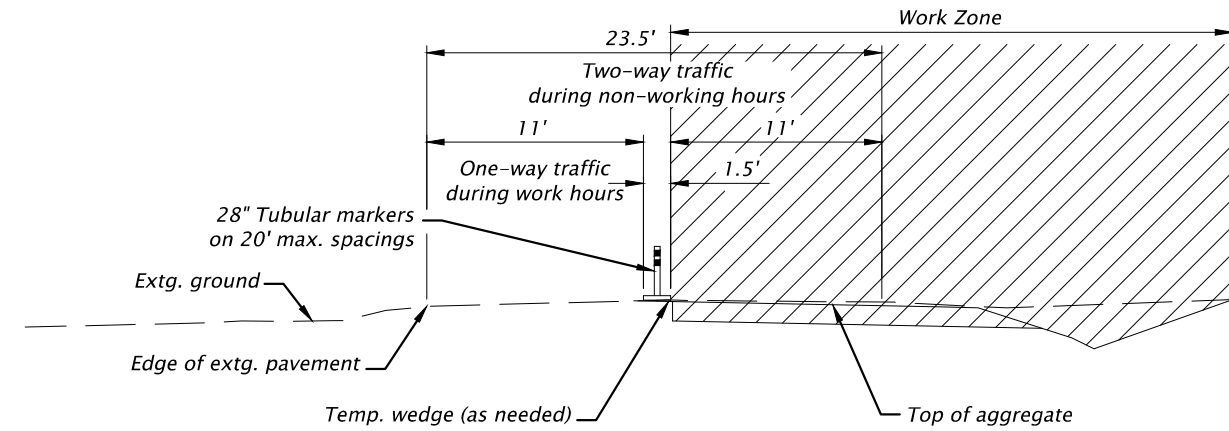 Work Zone
23.5'
Two-way traffic
during non-working hours
11'
11'
One-way traffic
during work hours
1.5'
28" Tubular markers
on 20' max. spacings
Extg. ground
Edge of extg. pavement
Temp. wedge (as needed)
Top of aggregate